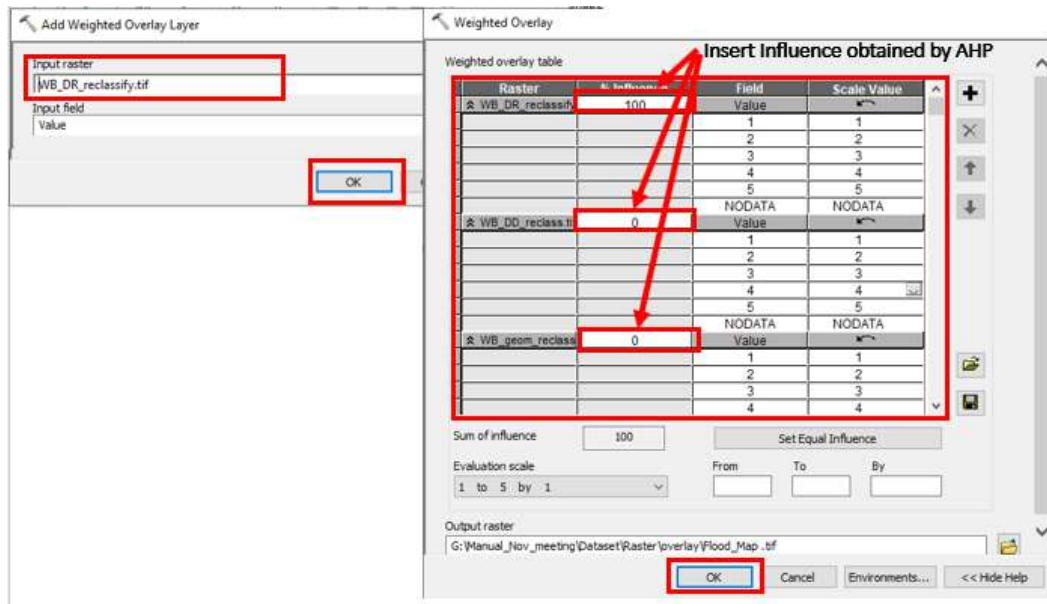 Add Weighted Overlay Layer
Input raster
WB_DR_reclassify.tif
Input field
Value
OK
Weighted Overlay
Insert Influence obtained by AHP
Weighted overlay table
Raster % Influence Field Scale Value
WB_DR_reclassify 100 Value
1 1
2 2
3 3
4 4
5 5
NODATA NODATA
WB_DD_reclass.ti 0 Value
1 1
2 2
3 3
4 4
5 5
NODATA NODATA
WB_geom_reclass 0 Value
1 1
2 2
3 3
4 4
Sum of influence 100 Set Equal Influence
Evaluation scale From To By
1 to 5 by 1
Output raster
G:\Manual_Nov_meeting\Dataset\Raster\overlay\Flood_Map .tif
OK Cancel Environments... << Hide Help